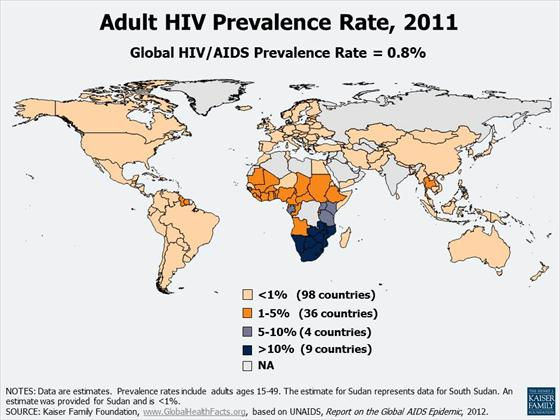 Adult HIV Prevalence Rate, 2011
Global HIV/AIDS Prevalence Rate = 0.8%
<1% (98 countries)
1-5% (36 countries)
5-10% (4 countries)
>10% (9 countries)
NA
NOTES: Data are estimates. Prevalence rates include adults ages 15-49. The estimate for Sudan represents data for South Sudan. An
estimate was provided for Sudan and is <1%.
SOURCE: Kaiser Family Foundation, www.GlobalHealthFacts.org, based on UNAIDS, Report on the Global AIDS Epidemic, 2012.
THE HENRY J.
KAISER
FAMILY
FOUNDATION